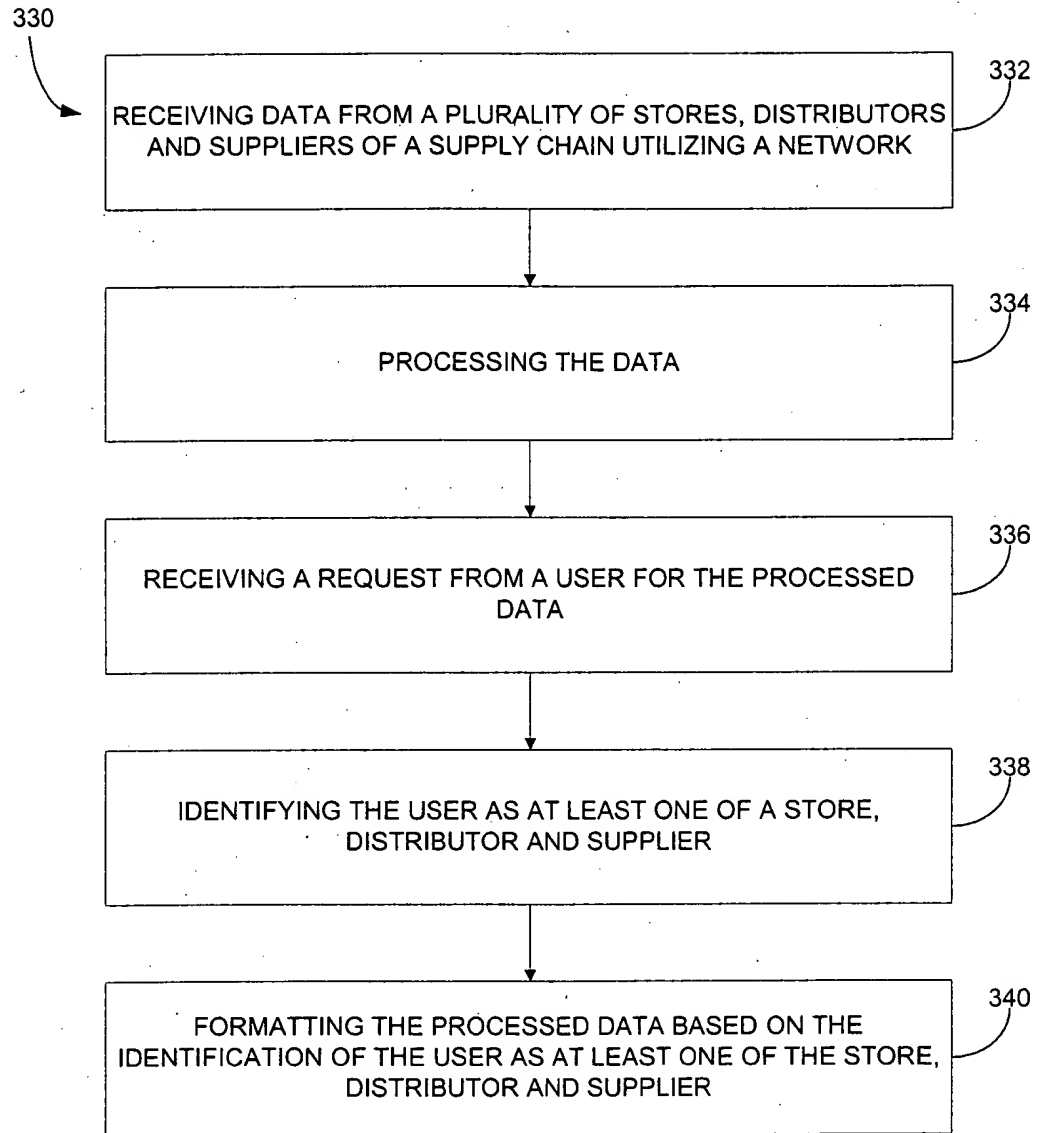 330
332
RECEIVING DATA FROM A PLURALITY OF STORES, DISTRIBUTORS
AND SUPPLIERS OF A SUPPLY CHAIN UTILIZING A NETWORK
334
PROCESSING THE DATA
336
RECEIVING A REQUEST FROM A USER FOR THE PROCESSED
DATA
338
IDENTIFYING THE USER AS AT LEAST ONE OF A STORE,
DISTRIBUTOR AND SUPPLIER
340
FORMATTING THE PROCESSED DATA BASED ON THE
IDENTIFICATION OF THE USER AS AT LEAST ONE OF THE STORE,
DISTRIBUTOR AND SUPPLIER